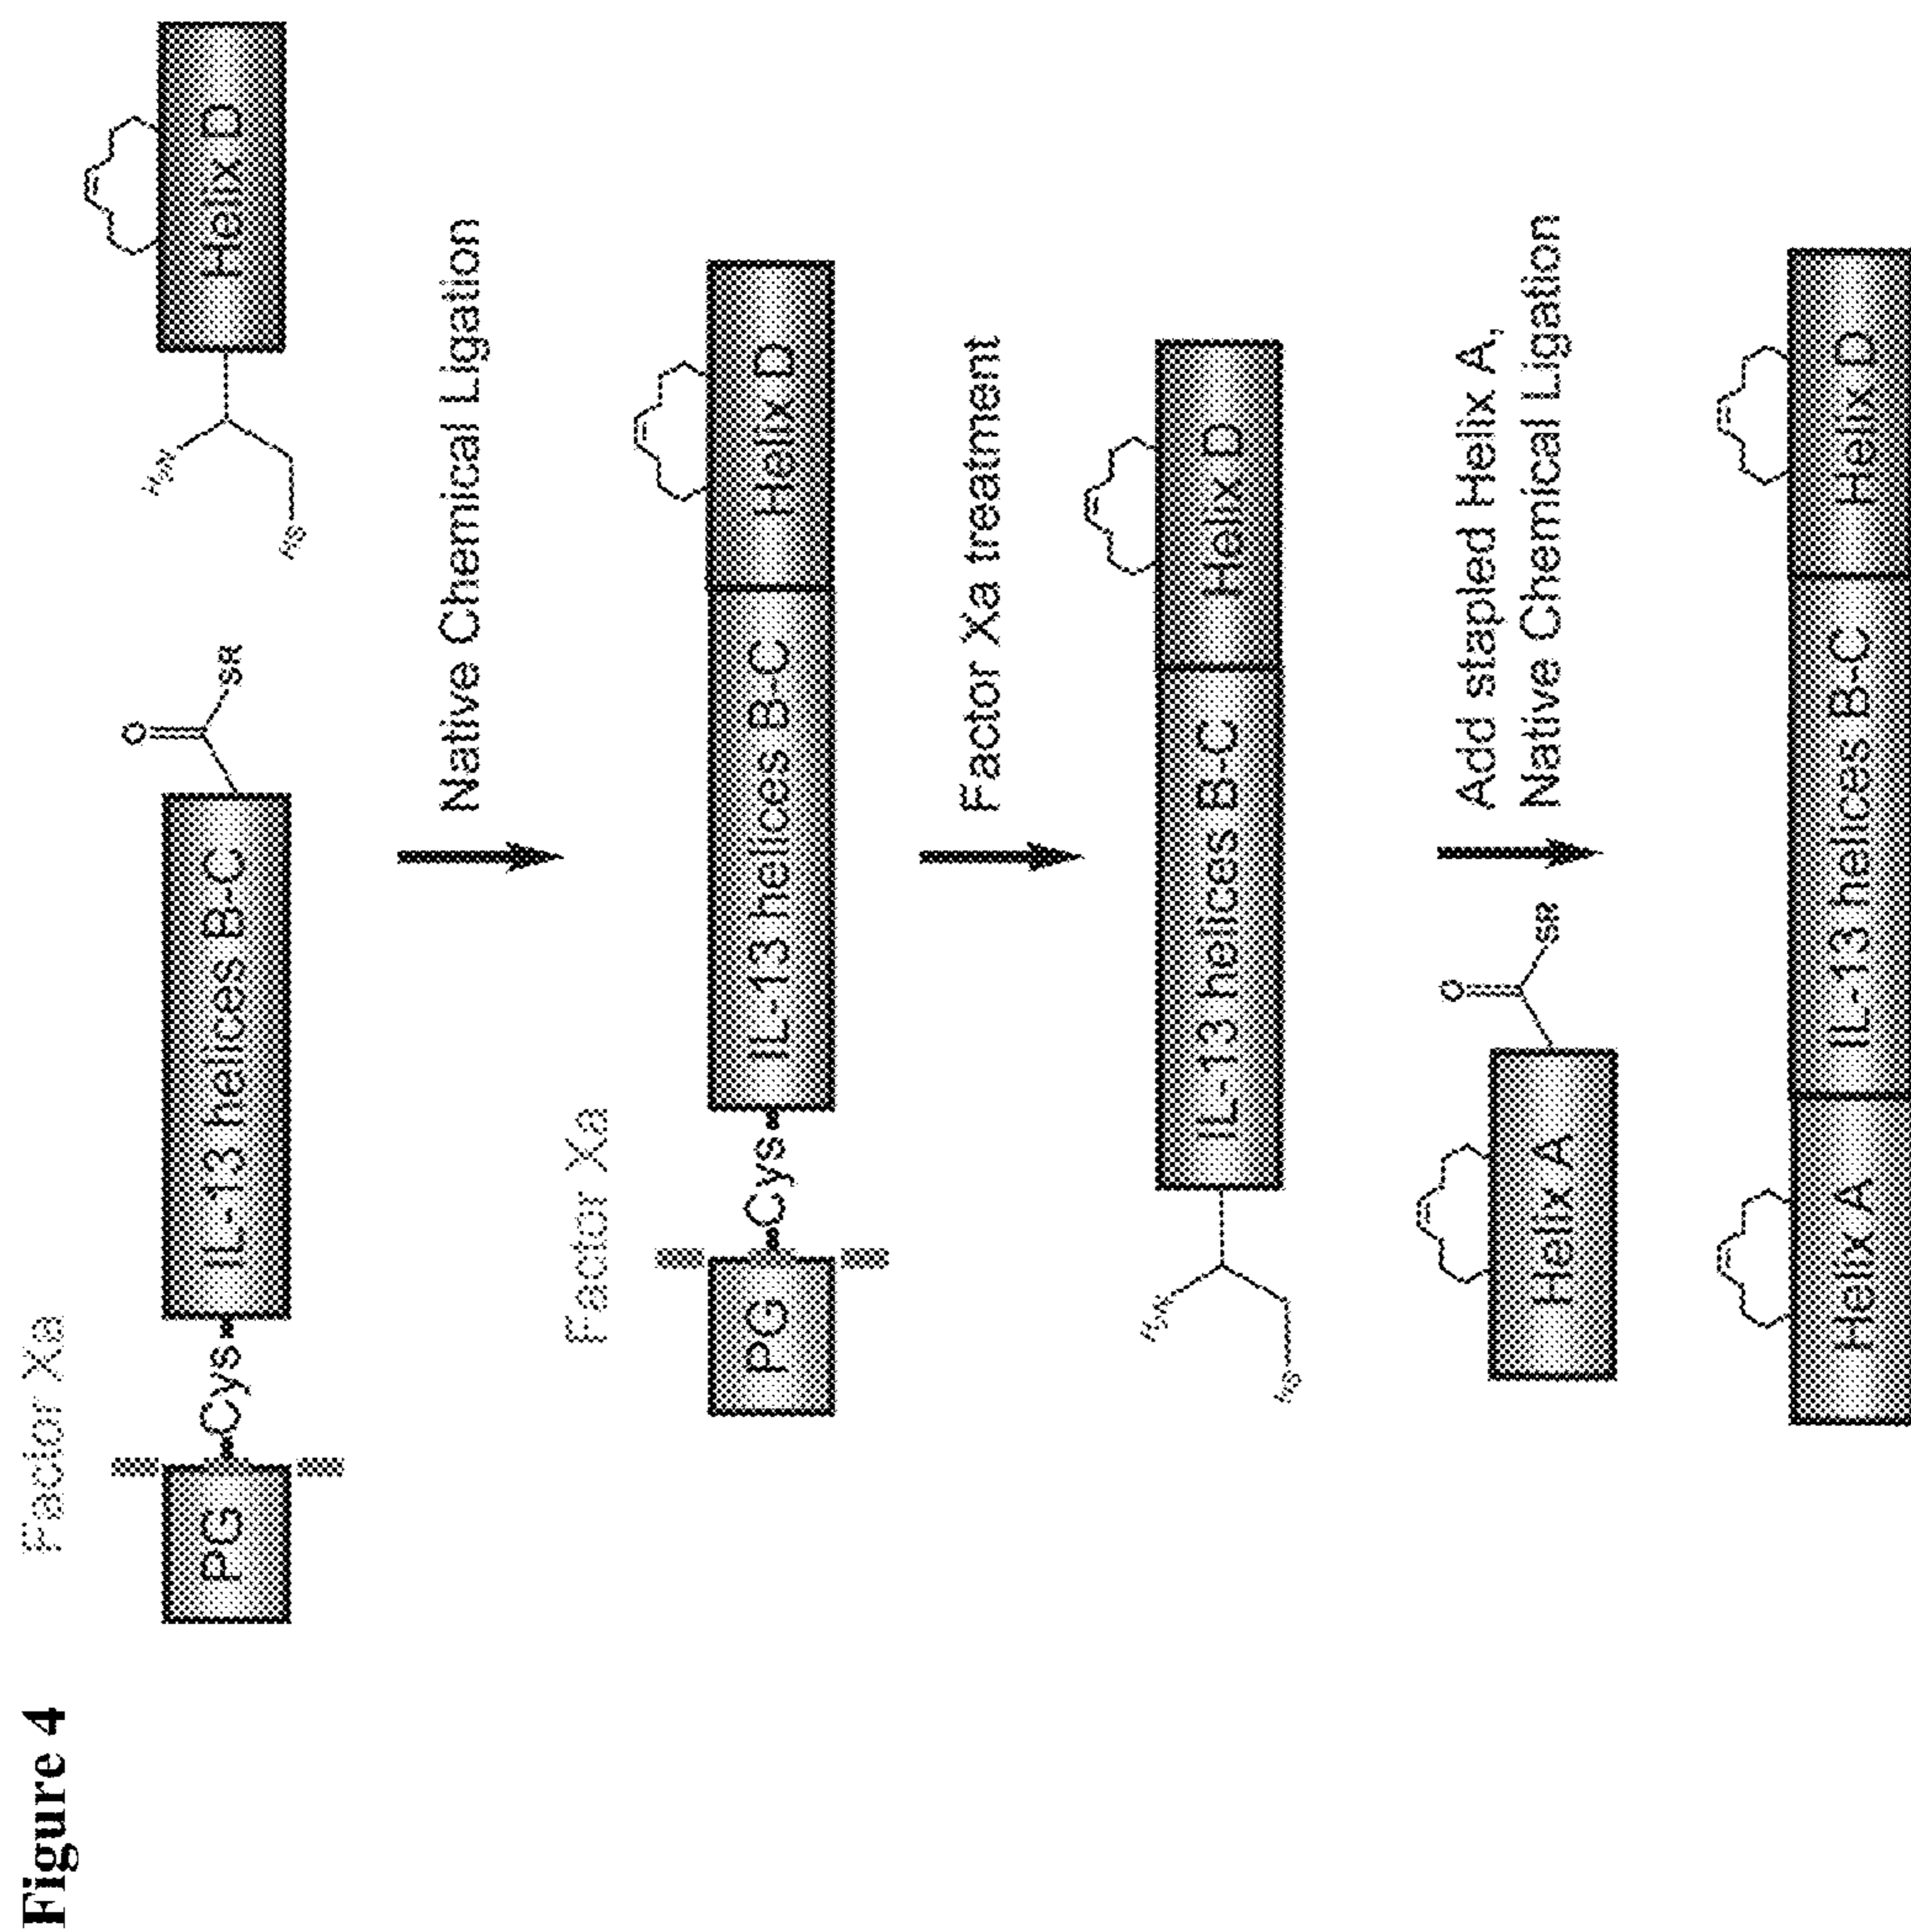 Figure 4
Factor Xa
PG
Cys
IL-13 helices B-C
O
SR
H₂N
HS
Helix D
Native Chemical Ligation
Factor Xa
PG
Cys
IL-13 helices B-C
Helix D
Factor Xa treatment
H₂N
HS
IL-13 helices B-C
Helix D
Helix A
O
SR
Add stapled Helix A,
Native Chemical Ligation
Helix A
IL-13 helices B-C
Helix D